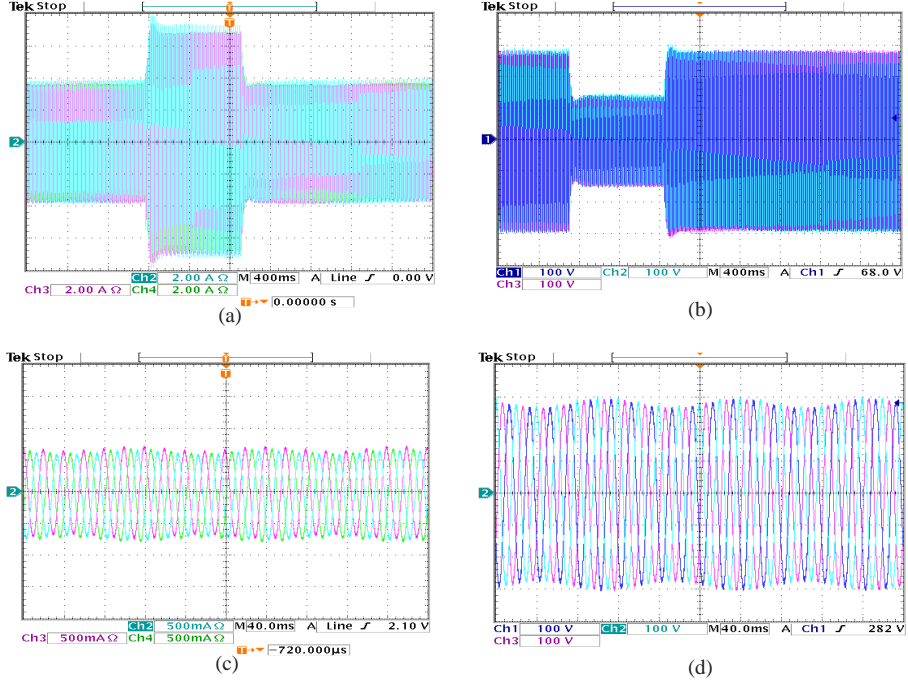 Tek Stop
T
T
2
Ch2 2.00 A Ω M 400ms A Line ƒ 0.00 V
Ch3 2.00 A Ω Ch4 2.00 A Ω
T→▼ 0.00000 s
(a)
Tek Stop
1
Ch1 100 V Ch2 100 V M 400ms A Ch1 ƒ 68.0 V
Ch3 100 V
(b)
Tek Stop
T
T
2
Ch2 500mA Ω M 40.0ms A Line ƒ 2.10 V
Ch3 500mA Ω Ch4 500mA Ω
T→▼ −720.000µs
(c)
Tek Stop
2
Ch1 100 V Ch2 100 V M 40.0ms A Ch1 ƒ 282 V
Ch3 100 V
(d)